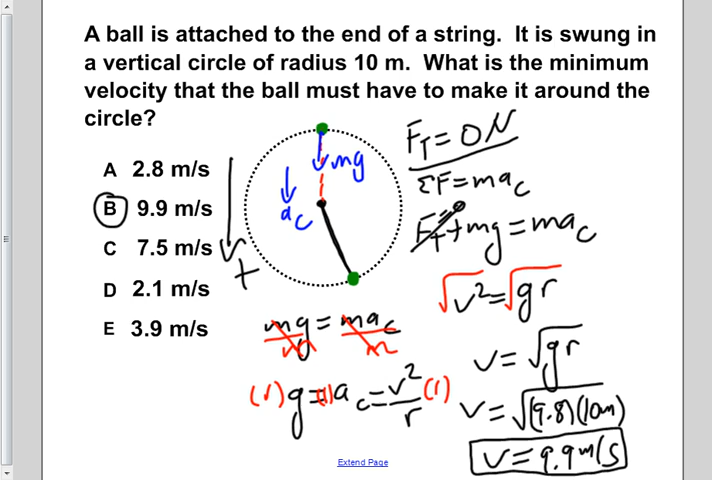 A ball is attached to the end of a string.  It is swung in
a vertical circle of radius 10 m.  What is the minimum
velocity that the ball must have to make it around the
circle?
A 2.8 m/s
B 9.9 m/s
C 7.5 m/s
D 2.1 m/s
E 3.9 m/s
+
mg
ac
FT = 0N
ΣF = mac
FT + mg = mac
√v² = √gr
mg = mac
m m
(r) g = (r) ac = v²/r (r)
v = √gr
v = √(9.8)(10m)
v = 9.9 m/s
Extend Page